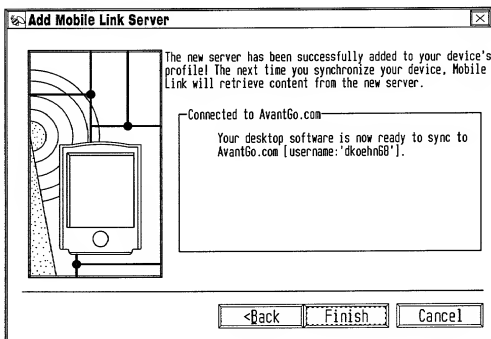 Add Mobile Link Server
The new server has been successfully added to your device's
profile! The next time you synchronize your device, Mobile
Link will retrieve content from the new server.
Connected to AvantGo.com
Your desktop software is now ready to sync to
AvantGo.com [username:'dkoehn68'].
<Back
Finish
Cancel